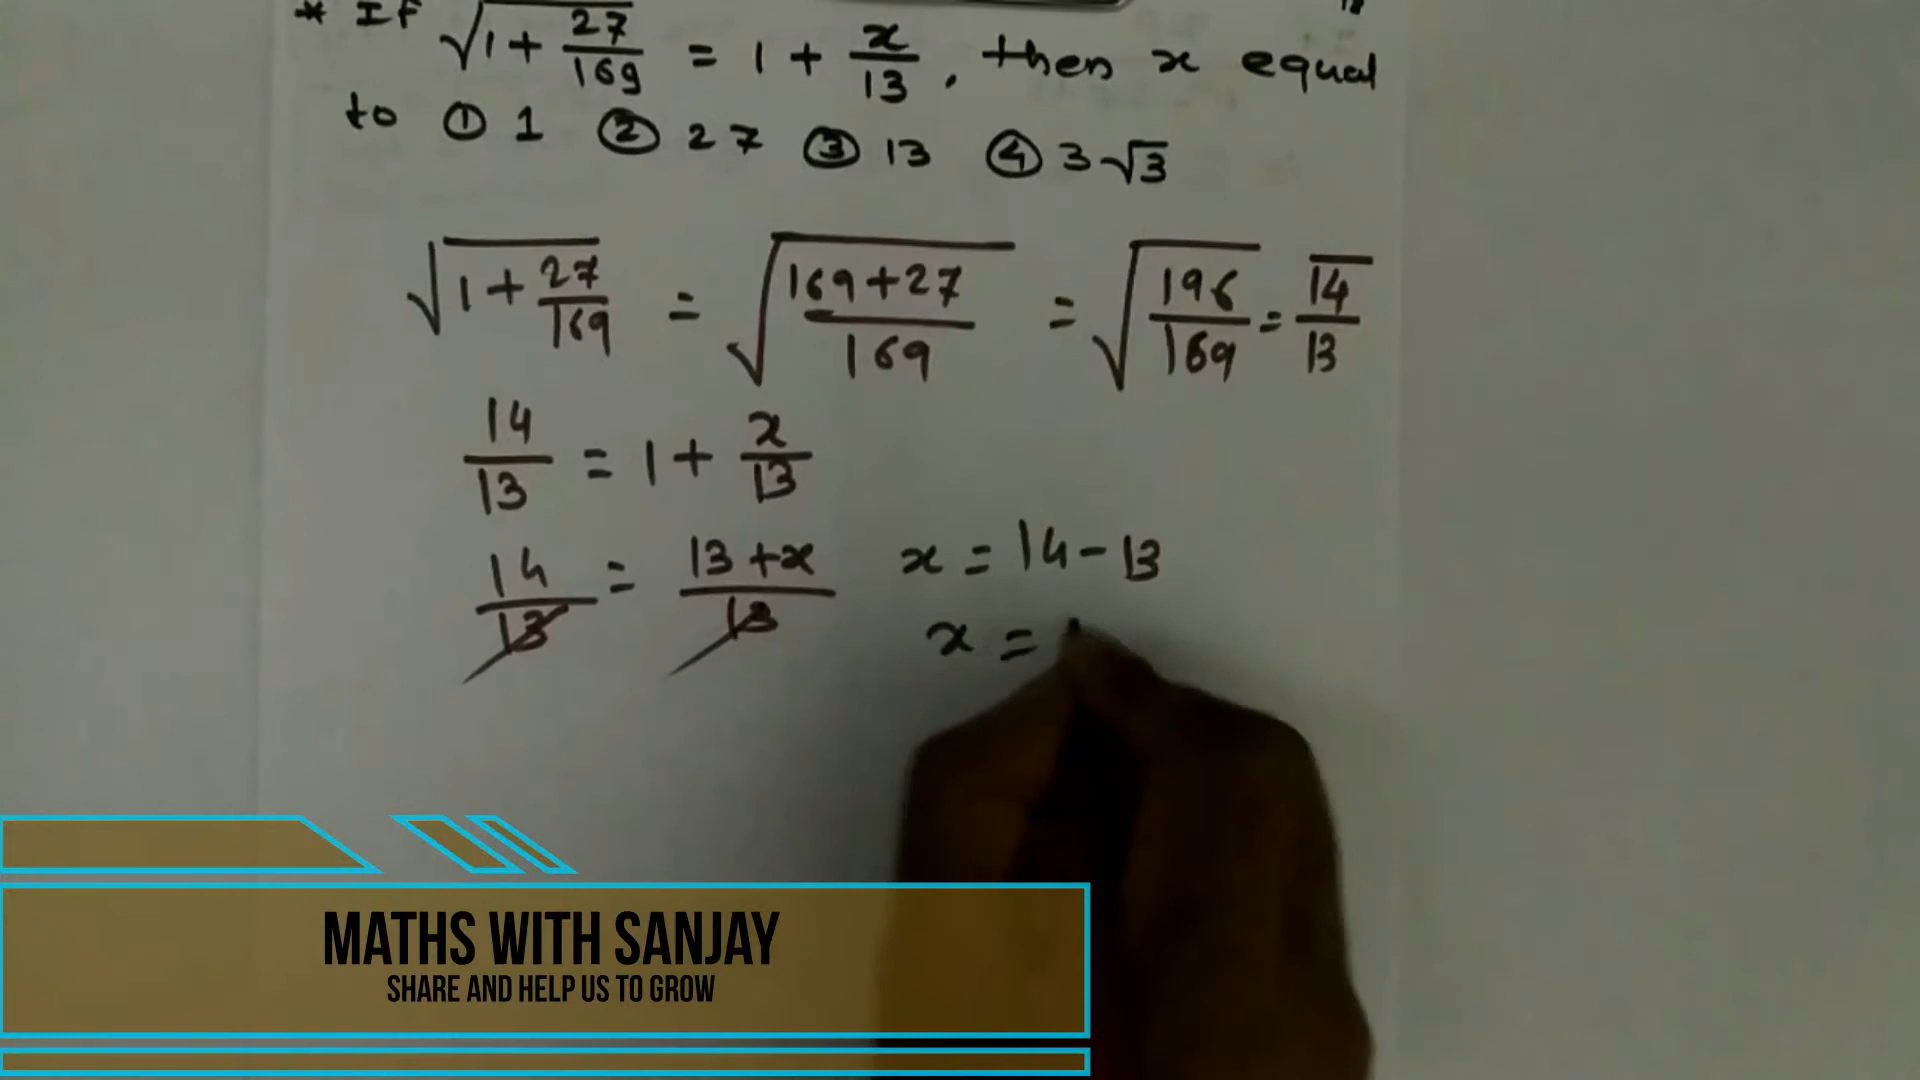 * If √1 + 27/169 = 1 + x/13 , then x equal
to ① 1 ② 27 ③ 13 ④ 3√3
√1 + 27/169 = √169+27/169 = √196/169 = 14/13
14/13 = 1 + x/13
14/13 = 13+x/13 x = 14 - 13
x =
MATHS WITH SANJAY
SHARE AND HELP US TO GROW